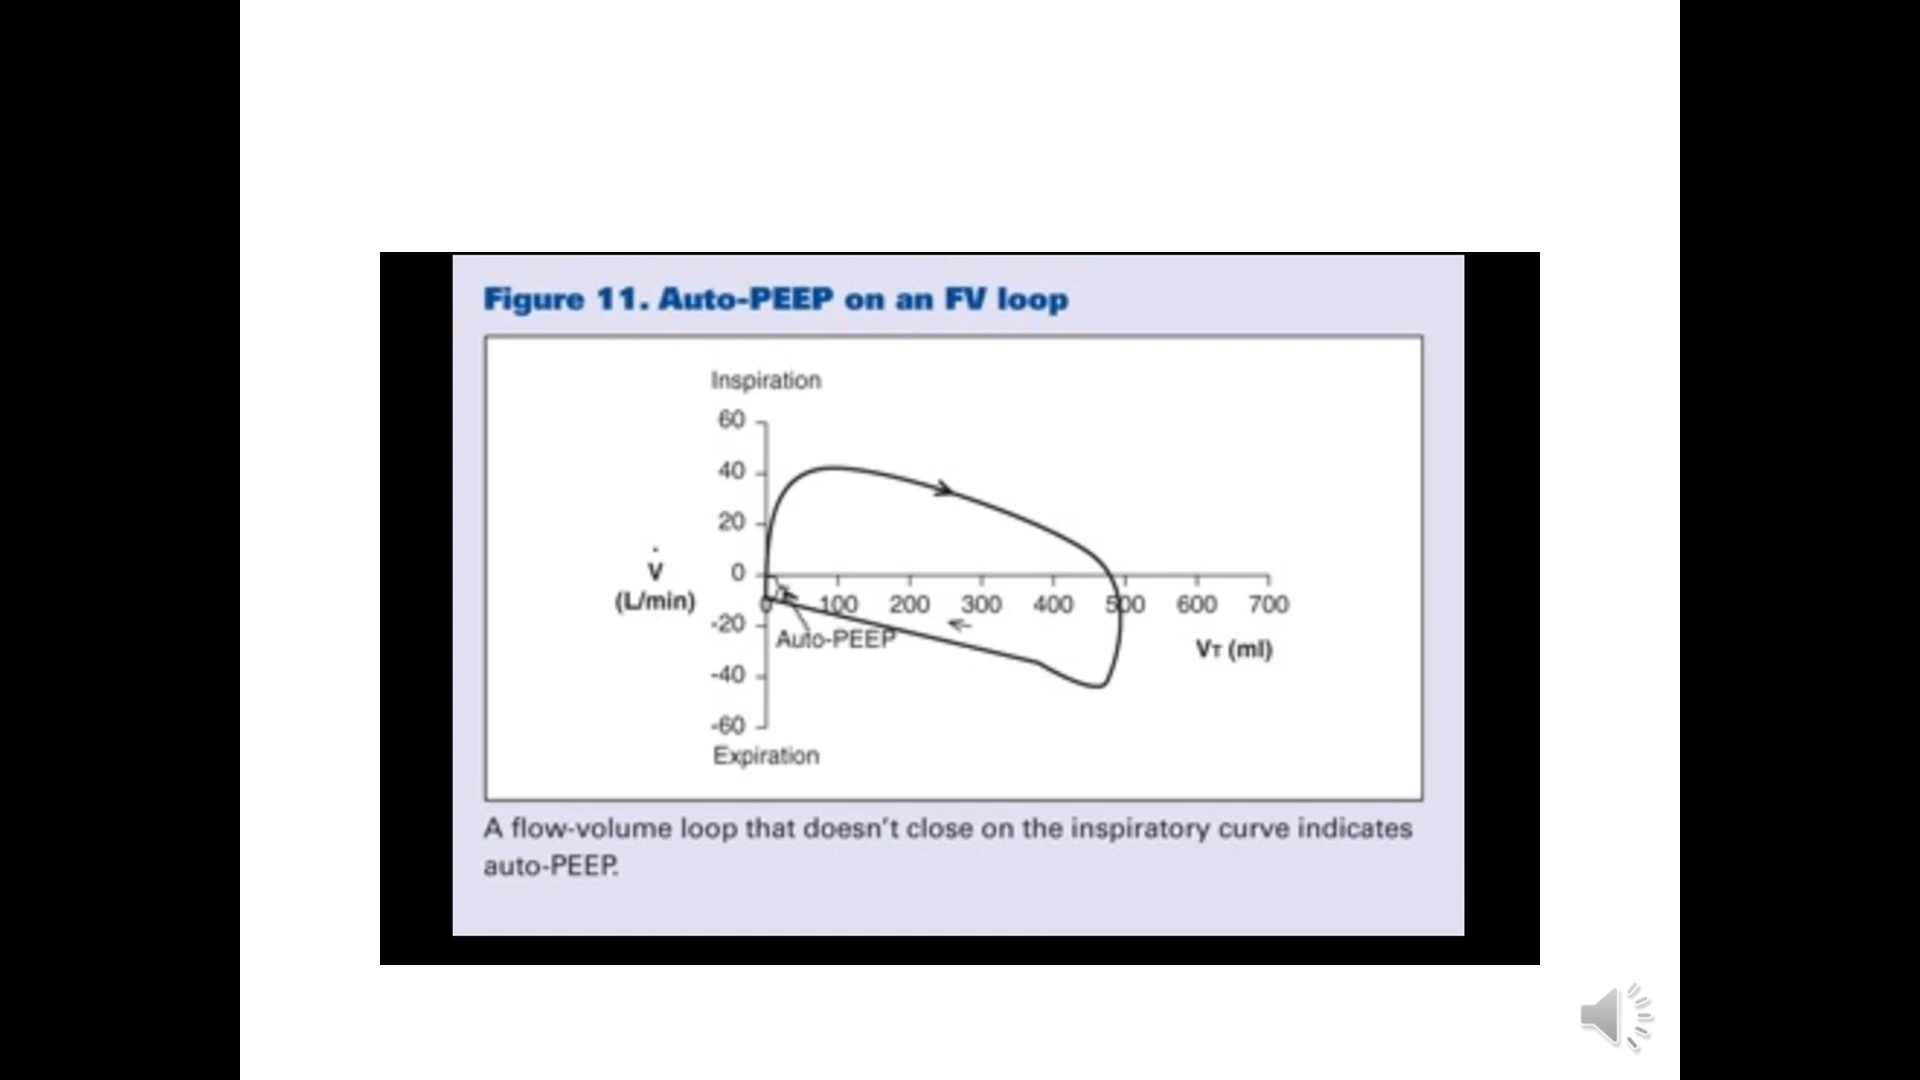 Figure 11. Auto-PEEP on an FV loop
Inspiration
60
40
20
0
-20
-40
-60
V̇
(L/min)
0 100 200 300 400 500 600 700
Auto-PEEP
VT (ml)
Expiration
A flow-volume loop that doesn't close on the inspiratory curve indicates
auto-PEEP.